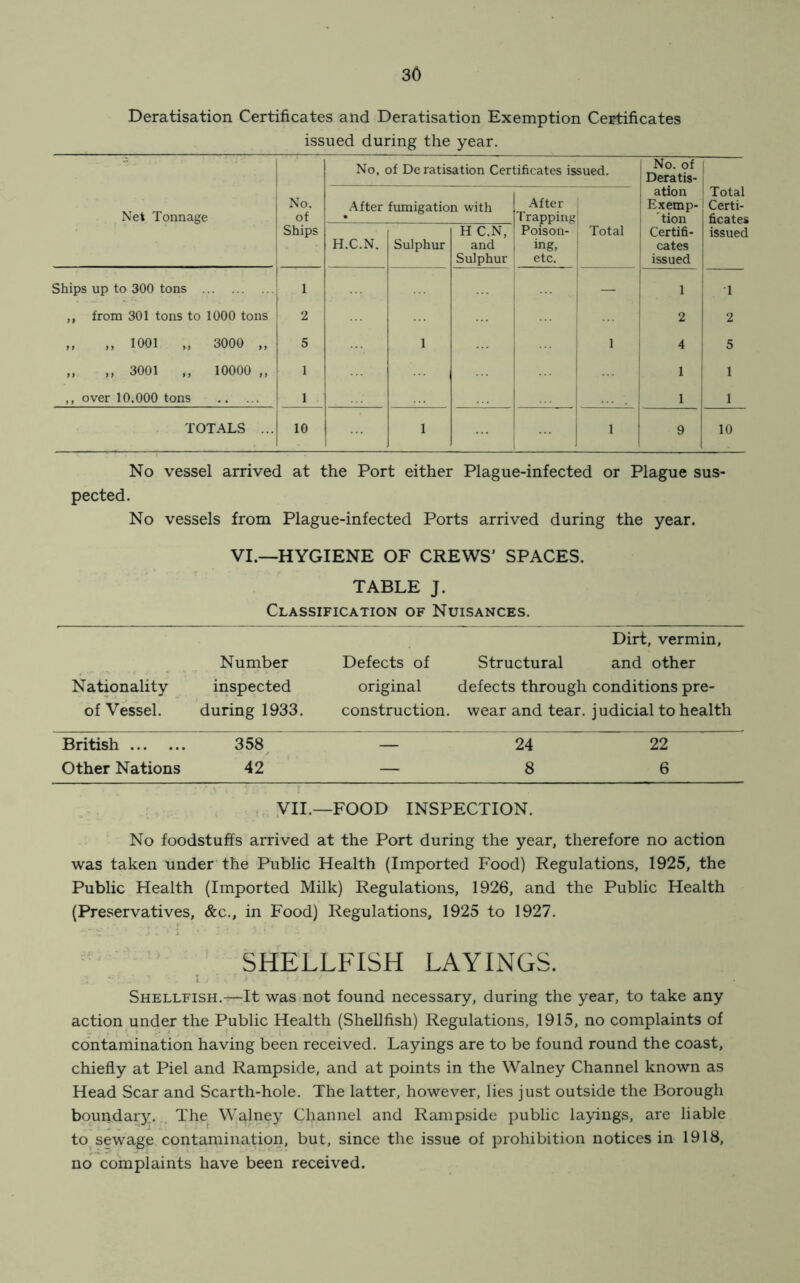 30
Deratisation Certificates and Deratisation Exemption Certificates
issued during the year.
Net Tonnage | No. of Ships | No. of Deratisation Certificates issued. | No. of Deratis-ation Exemp-tion Certifi-cates issued | Total Certi-ficates issued
After fumigation with | After Trapping Poison-ing, etc. | Total
H.C.N. | Sulphur | H C.N, and Sulphur
Ships up to 300 tons ... ... ... 1 ... ... ... ... — 1 1
,, from 301 tons to 1000 tons 2 ... ... ... ... ... 2 2
,, ,, 1001 ,, 3000 ,, 5 ... 1 ... ... 1 4 5
,, ,, 3001 ,, 10000 ,, 1 ... ... ... ... ... 1 1
,, over 10.000 tons ... ... 1 ... ... ... ... ... 1 1
TOTALS ... 10 ... 1 ... ... 1 9 10
No vessel arrived at the Port either Plague-infected or Plague sus-
pected.
No vessels from Plague-infected Ports arrived during the year.
VI.—HYGIENE OF CREWS' SPACES.
TABLE J.
Classification of Nuisances.
Dirt, vermin,
Number Defects of Structural and other
Nationality inspected original defects through conditions pre-
of Vessel. during 1933. construction. wear and tear. judicial to health
British ... ... 358 — 24 22
Other Nations 42 — 8 6
VII.—FOOD INSPECTION.
No foodstuffs arrived at the Port during the year, therefore no action
was taken under the Public Health (Imported Food) Regulations, 1925, the
Public Health (Imported Milk) Regulations, 1926, and the Public Health
(Preservatives, &c., in Food) Regulations, 1925 to 1927.
SHELLFISH LAYINGS.
Shellfish.—It was not found necessary, during the year, to take any
action under the Public Health (Shellfish) Regulations, 1915, no complaints of
contamination having been received. Layings are to be found round the coast,
chiefly at Piel and Rampside, and at points in the Walney Channel known as
Head Scar and Scarth-hole. The latter, however, lies just outside the Borough
boundary. The Walney Channel and Rampside public layings, are liable
to sewage contamination, but, since the issue of prohibition notices in 1918,
no complaints have been received.